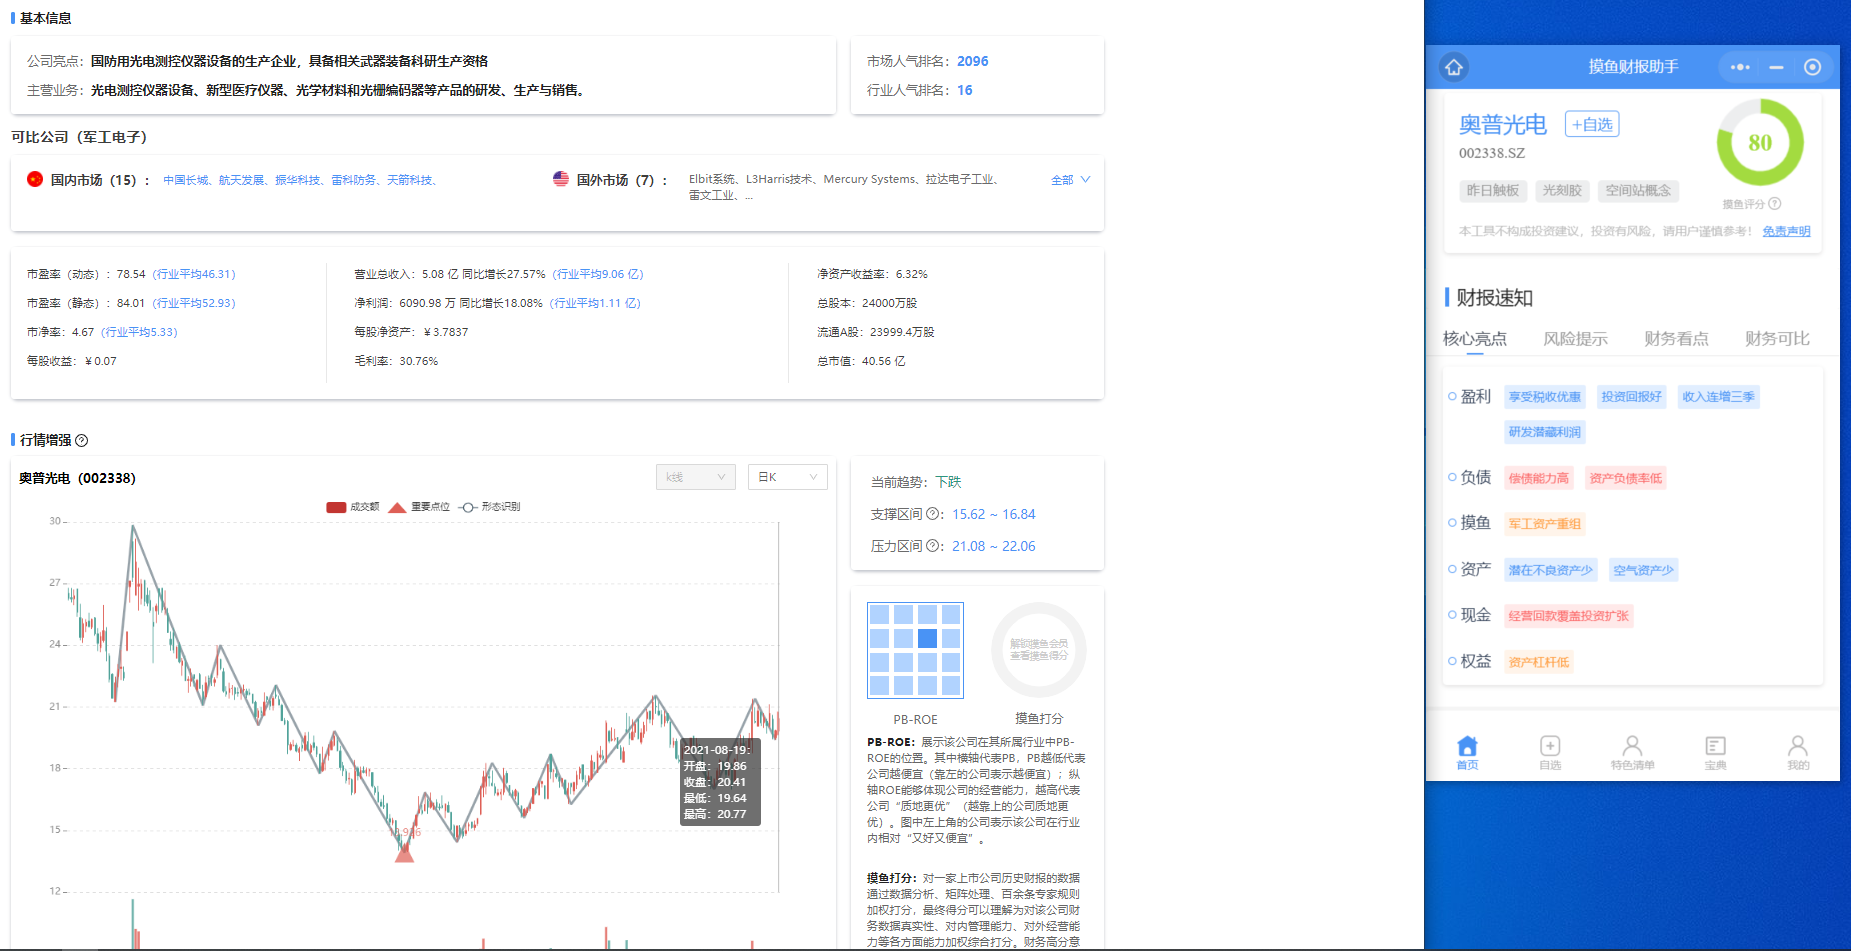 基本信息
公司亮点：国防用光电测控仪器设备的生产企业，具备相关武器装备科研生产资格
主营业务：光电测控仪器设备、新型医疗仪器、光学材料和光栅编码器等产品的研发、生产与销售。
市场人气排名：2096
行业人气排名：16
可比公司（军工电子）
国内市场（15）：中国长城、航天发展、振华科技、雷科防务、天箭科技、
国外市场（7）：Elbit系统、L3Harris技术、Mercury Systems、拉达电子工业、
雷文工业、...
全部
市盈率（动态）：78.54（行业平均46.31）
市盈率（静态）：84.01（行业平均52.93）
市净率：4.67（行业平均5.33）
每股收益：￥0.07
营业总收入：5.08 亿 同比增长27.57%（行业平均9.06 亿）
净利润：6090.98 万 同比增长18.08%（行业平均1.11 亿）
每股净资产：￥3.7837
毛利率：30.76%
净资产收益率：6.32%
总股本：24000万股
流通A股：23999.4万股
总市值：40.56 亿
行情增强?
奥普光电（002338）
k线
日K
成交额 重要点位 形态识别
30
27
24
21
18
15
12
2021-08-19：
开盘：19.86
收盘：20.41
最低：19.64
最高：20.77
当前趋势：下跌
支撑区间?：15.62 ~ 16.84
压力区间?：21.08 ~ 22.06
解锁摸鱼会员
查看摸鱼得分
PB-ROE
摸鱼打分
PB-ROE：展示该公司在其所属行业中PB-
ROE的位置。其中横轴代表PB，PB越低代表
公司越便宜（靠左的公司表示越便宜）；纵
轴ROE能够体现公司的经营能力，越高代表
公司“质地更优”（越靠上的公司质地更
优）。图中左上角的公司表示该公司在行业
内相对“又好又便宜”。
摸鱼打分：对一家上市公司历史财报的数据
通过数据分析、矩阵处理、百余条专家规则
加权打分，最终得分可以理解为对该公司财
务数据真实性、对内管理能力、对外经营能
力等各方面能力加权综合打分。财务高分意
摸鱼财报助手
奥普光电
+自选
002338.SZ
80
昨日触板 光刻胶 空间站概念
摸鱼评分?
本工具不构成投资建议，投资有风险，请用户谨慎参考！ 免责声明
财报速知
核心亮点 风险提示 财务看点 财务可比
盈利 享受税收优惠 投资回报好 收入连增三季
研发潜藏利润
负债 偿债能力高 资产负债率低
摸鱼 军工资产重组
资产 潜在不良资产少 空气资产少
现金 经营回款覆盖投资扩张
权益 资产杠杆低
首页 自选 特色清单 宝典 我的